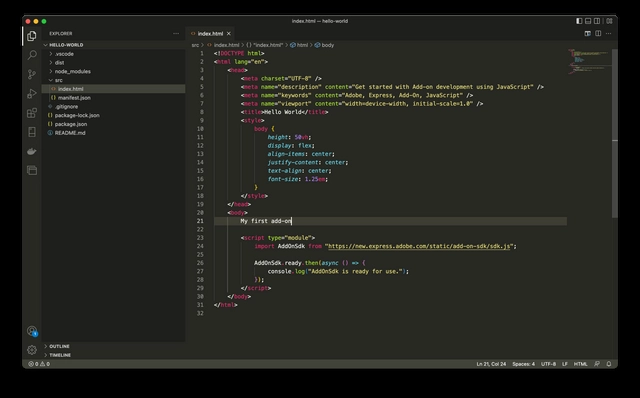 index.html — hello-world
EXPLORER
HELLO-WORLD
.vscode
dist
node_modules
src
index.html
manifest.json
.gitignore
package-lock.json
package.json
README.md
OUTLINE
TIMELINE
index.html
src > index.html > "index.html" > html > body
1 <!DOCTYPE html>
2 <html lang="en">
3 <head>
4 <meta charset="UTF-8" />
5 <meta name="description" content="Get started with Add-on development using JavaScript" />
6 <meta name="keywords" content="Adobe, Express, Add-On, JavaScript" />
7 <meta name="viewport" content="width=device-width, initial-scale=1.0" />
8 <title>Hello World</title>
9 <style>
10 body {
11 height: 50vh;
12 display: flex;
13 align-items: center;
14 justify-content: center;
15 text-align: center;
16 font-size: 1.25em;
17 }
18 </style>
19 </head>
20 <body>
21 My first add-on
22
23 <script type="module">
24 import AddOnSdk from "https://new.express.adobe.com/static/add-on-sdk/sdk.js";
25
26 AddOnSdk.ready.then(async () => {
27 console.log("AddOnSdk is ready for use.");
28 });
29 </script>
30 </body>
31 </html>
32
0 0
Ln 21, Col 24 Spaces: 4 UTF-8 LF HTML